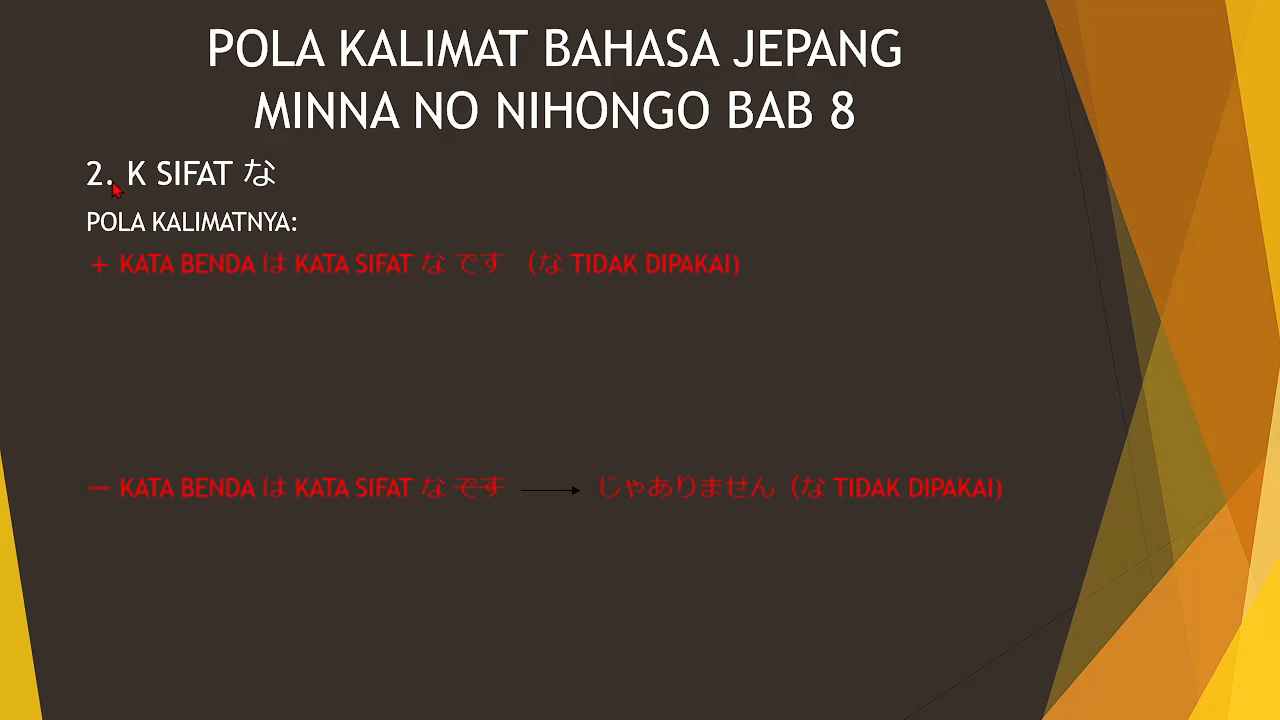 POLA KALIMAT BAHASA JEPANG
MINNA NO NIHONGO BAB 8
2. K SIFAT な
POLA KALIMATNYA:
+ KATA BENDA は KATA SIFAT な です (な TIDAK DIPAKAI)
− KATA BENDA は KATA SIFAT な です → じゃありません (な TIDAK DIPAKAI)